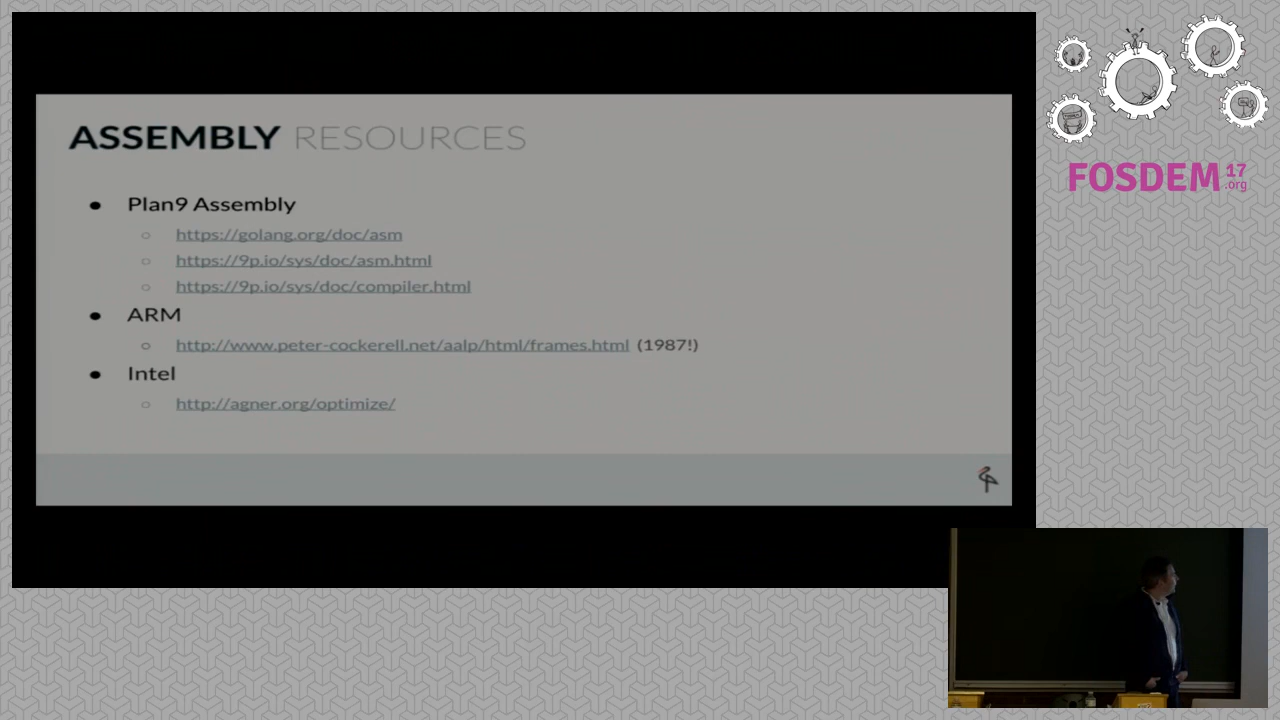 ASSEMBLY RESOURCES
● Plan9 Assembly
○ https://golang.org/doc/asm
○ https://9p.io/sys/doc/asm.html
○ https://9p.io/sys/doc/compiler.html
● ARM
○ http://www.peter-cockerell.net/aalp/html/frames.html (1987!)
● Intel
○ http://agner.org/optimize/
FOSDEM 17
.org